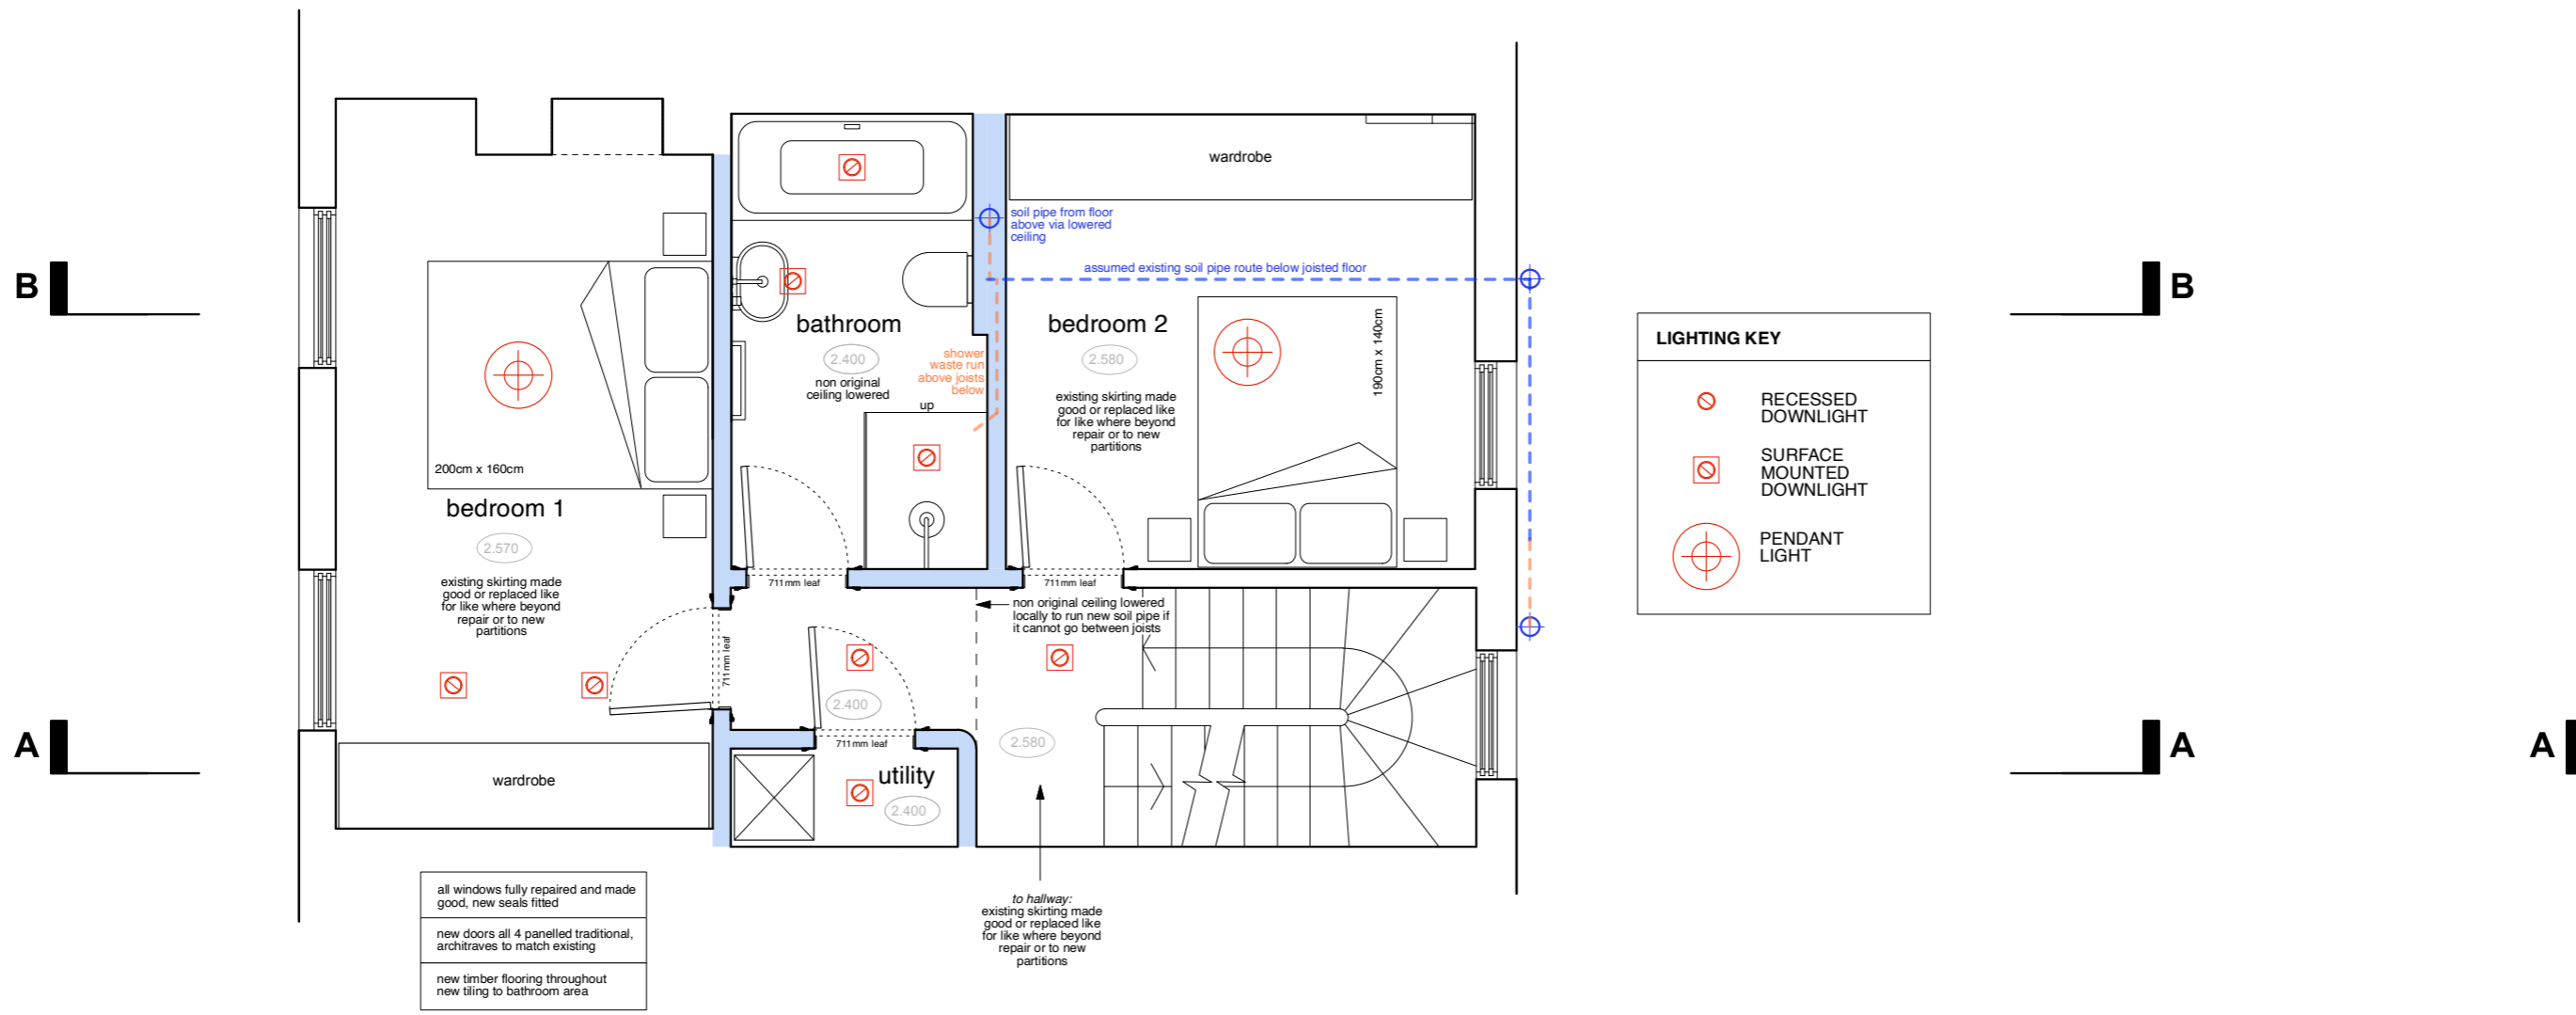 wardrobe
soil pipe from floor
above via lowered
ceiling
assumed existing soil pipe route below joisted floor
B
B
bathroom
2.400
non original
ceiling lowered
shower
waste run
above joists
below
up
bedroom 2
2.580
existing skirting made
good or replaced like
for like where beyond
repair or to new
partitions
190cm x 140cm
LIGHTING KEY
RECESSED
DOWNLIGHT
SURFACE
MOUNTED
DOWNLIGHT
PENDANT
LIGHT
200cm x 160cm
bedroom 1
2.570
existing skirting made
good or replaced like
for like where beyond
repair or to new
partitions
711mm leaf
711mm leaf
non original ceiling lowered
locally to run new soil pipe if
it cannot go between joists
711mm leaf
2.400
711mm leaf
2.580
A
A
A
utility
2.400
wardrobe
all windows fully repaired and made
good, new seals fitted
new doors all 4 panelled traditional,
architraves to match existing
new timber flooring throughout
new tiling to bathroom area
to hallway:
existing skirting made
good or replaced like
for like where beyond
repair or to new
partitions